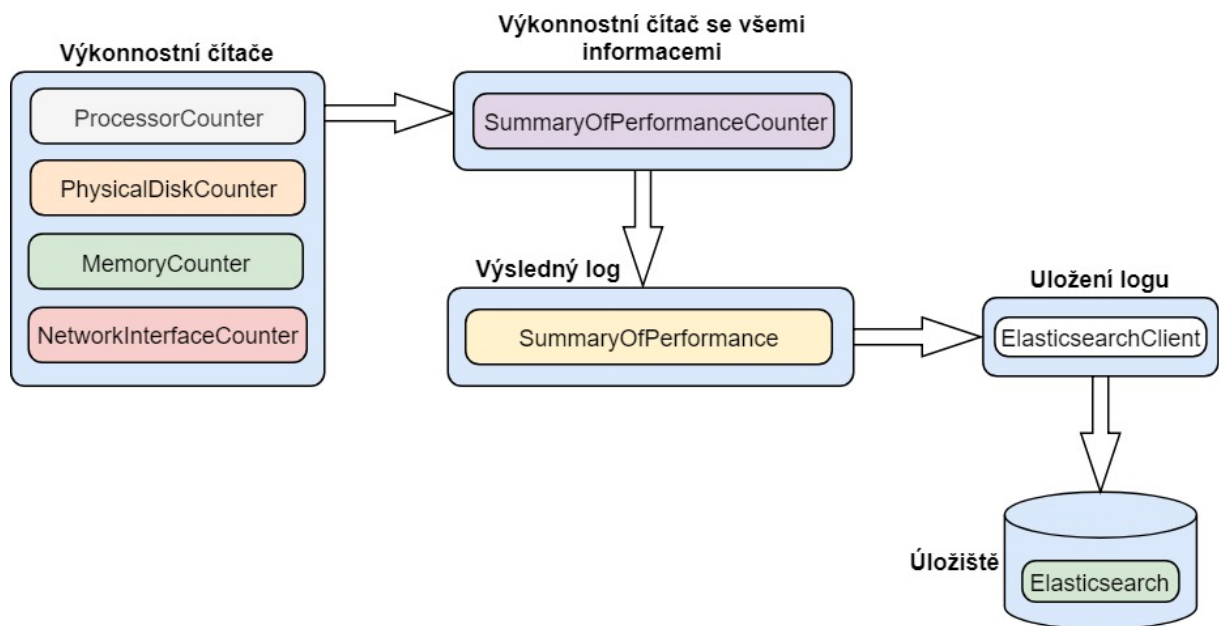 Výkonnostní čítače
ProcessorCounter
PhysicalDiskCounter
MemoryCounter
NetworkInterfaceCounter
Výkonnostní čítač se všemi
informacemi
SummaryOfPerformanceCounter
Výsledný log
SummaryOfPerformance
Uložení logu
ElasticsearchClient
Úložiště
Elasticsearch